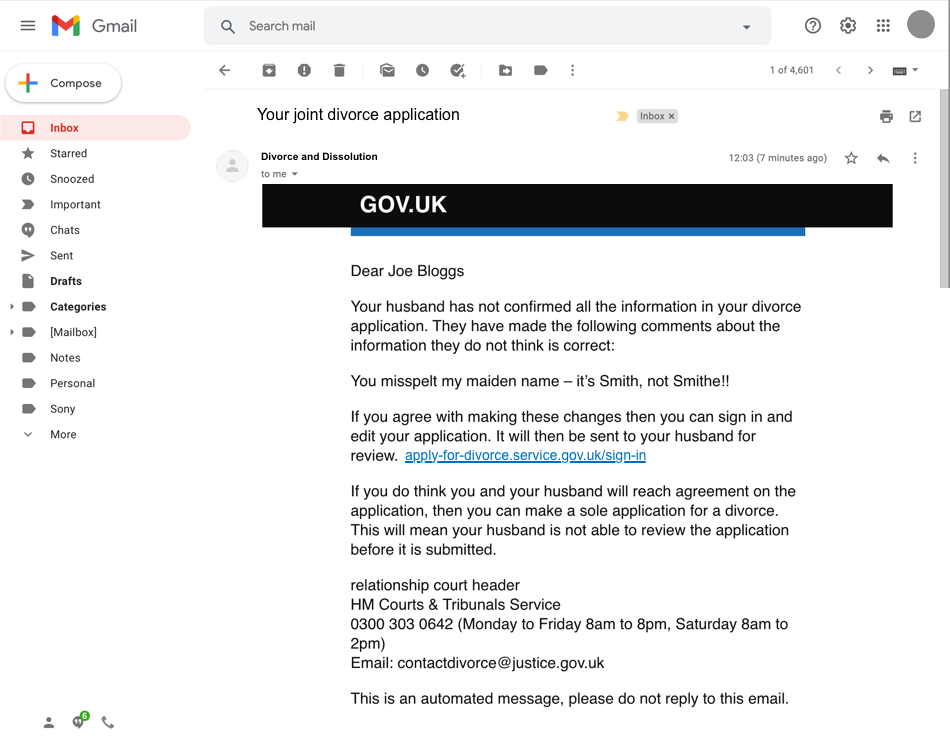 Gmail
Search mail
Compose
1 of 4,601
Inbox
Starred
Snoozed
Important
Chats
Sent
Drafts
Categories
[Mailbox]
Notes
Personal
Sony
More
6
Your joint divorce application
Inbox ×
Divorce and Dissolution
12:03 (7 minutes ago)
to me
GOV.UK
Dear Joe Bloggs
Your husband has not confirmed all the information in your divorce
application. They have made the following comments about the
information they do not think is correct:
You misspelt my maiden name – it’s Smith, not Smithe!!
If you agree with making these changes then you can sign in and
edit your application. It will then be sent to your husband for
review. apply-for-divorce.service.gov.uk/sign-in
If you do think you and your husband will reach agreement on the
application, then you can make a sole application for a divorce.
This will mean your husband is not able to review the application
before it is submitted.
relationship court header
HM Courts & Tribunals Service
0300 303 0642 (Monday to Friday 8am to 8pm, Saturday 8am to
2pm)
Email: contactdivorce@justice.gov.uk
This is an automated message, please do not reply to this email.